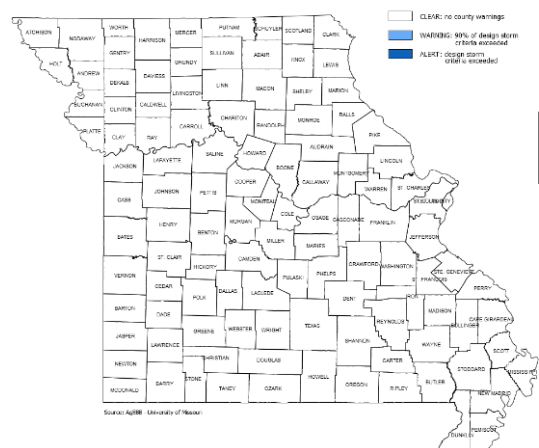 CLEAR: no county warnings
WARNING: 90% of design storm
criteria exceeded
ALERT: design storm
criteria exceeded
ATCHISON
NODAWAY
WORTH
HARRISON
MERCER
PUTNAM
SCHUYLER
SCOTLAND
CLARK
HOLT
GENTRY
SULLIVAN
ADAIR
KNOX
LEWIS
ANDREW
DEKALB
DAVIESS
GRUNDY
LINN
MACON
SHELBY
MARION
BUCHANAN
CLINTON
CALDWELL
LIVINGSTON
CHARITON
RANDOLPH
MONROE
RALLS
PLATTE
CLAY
RAY
CARROLL
PIKE
AUDRAIN
JACKSON
LAFAYETTE
SALINE
HOWARD
BOONE
CALLAWAY
MONTGOMERY
LINCOLN
WARREN
ST. CHARLES
CASS
JOHNSON
PETTIS
COOPER
MONITEAU
COLE
OSAGE
GASCONADE
FRANKLIN
JEFFERSON
BATES
HENRY
BENTON
MORGAN
MILLER
MARIES
VERNON
ST. CLAIR
HICKORY
CAMDEN
PULASKI
PHELPS
CRAWFORD
WASHINGTON
STE. GENEVIEVE
ST FRANCOIS
PERRY
CEDAR
POLK
DALLAS
LACLEDE
DENT
IRON
MADISON
CAPE GIRARDEAU
BOLLINGER
BARTON
DADE
GREENE
WEBSTER
WRIGHT
TEXAS
SHANNON
REYNOLDS
WAYNE
SCOTT
JASPER
LAWRENCE
CHRISTIAN
DOUGLAS
HOWELL
CARTER
STODDARD
MISSISSIPPI
NEWTON
MCDONALD
BARRY
STONE
TANEY
OZARK
OREGON
RIPLEY
BUTLER
NEW MADRID
DUNKLIN
PEMISCOT
Source: AgEBB - University of Missouri